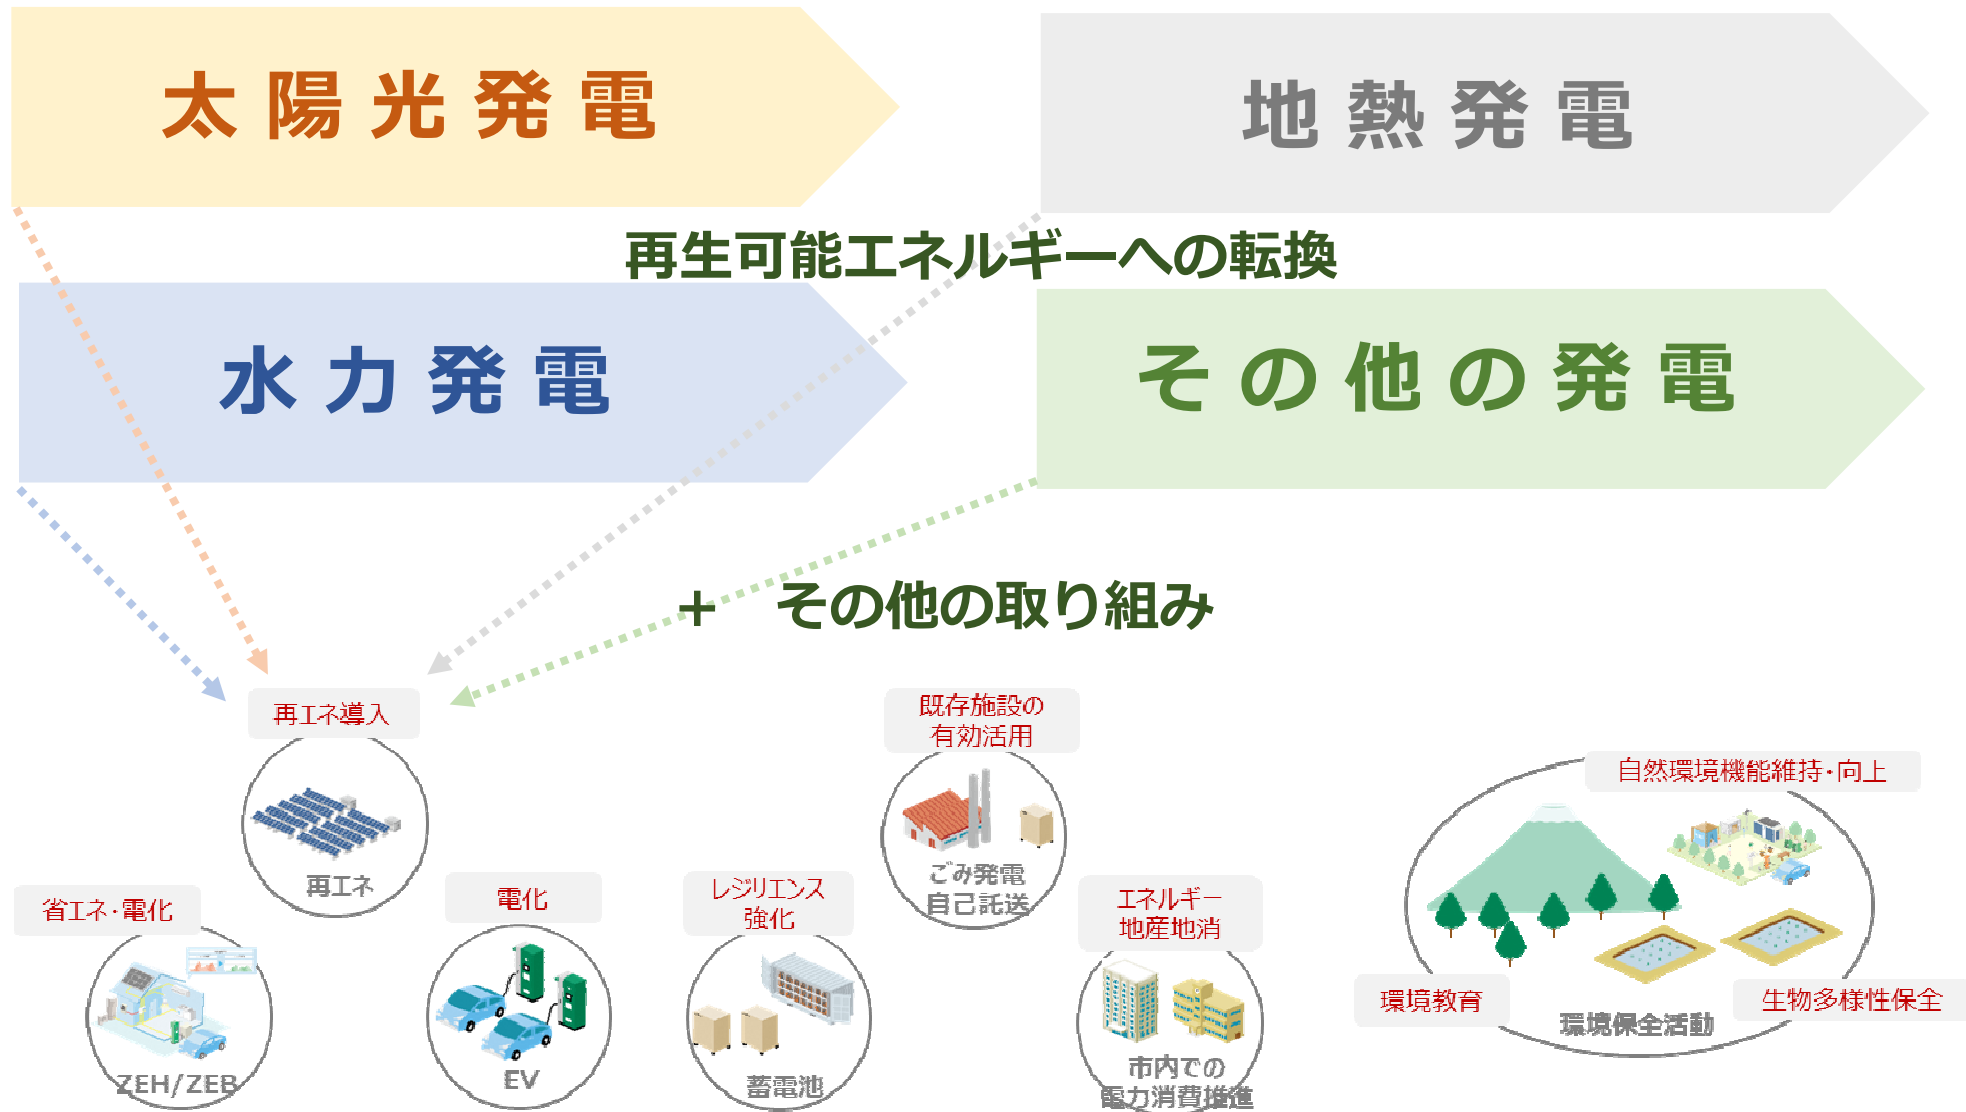 太陽光発電
地熱発電
再生可能エネルギーへの転換
水力発電
その他の発電
+　その他の取り組み
再エネ導入
再エネ
省エネ・電化
ZEH/ZEB
電化
EV
レジリエンス
強化
蓄電池
既存施設の
有効活用
ごみ発電
自己託送
エネルギー
地産地消
市内での
電力消費推進
自然環境機能維持・向上
環境教育
生物多様性保全
環境保全活動